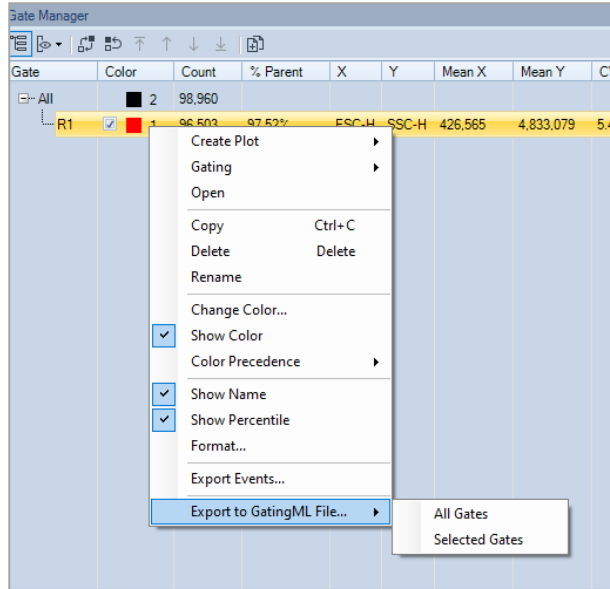 Gate Manager
Gate Color Count % Parent X Y Mean X Mean Y
All 2 98,960
R1 1 96,503 97.52% FSC-H SSC-H 426,565 4,833,079
Create Plot
Gating
Open
Copy Ctrl+C
Delete Delete
Rename
Change Color...
Show Color
Color Precedence
Show Name
Show Percentile
Format...
Export Events...
Export to GatingML File...
All Gates
Selected Gates